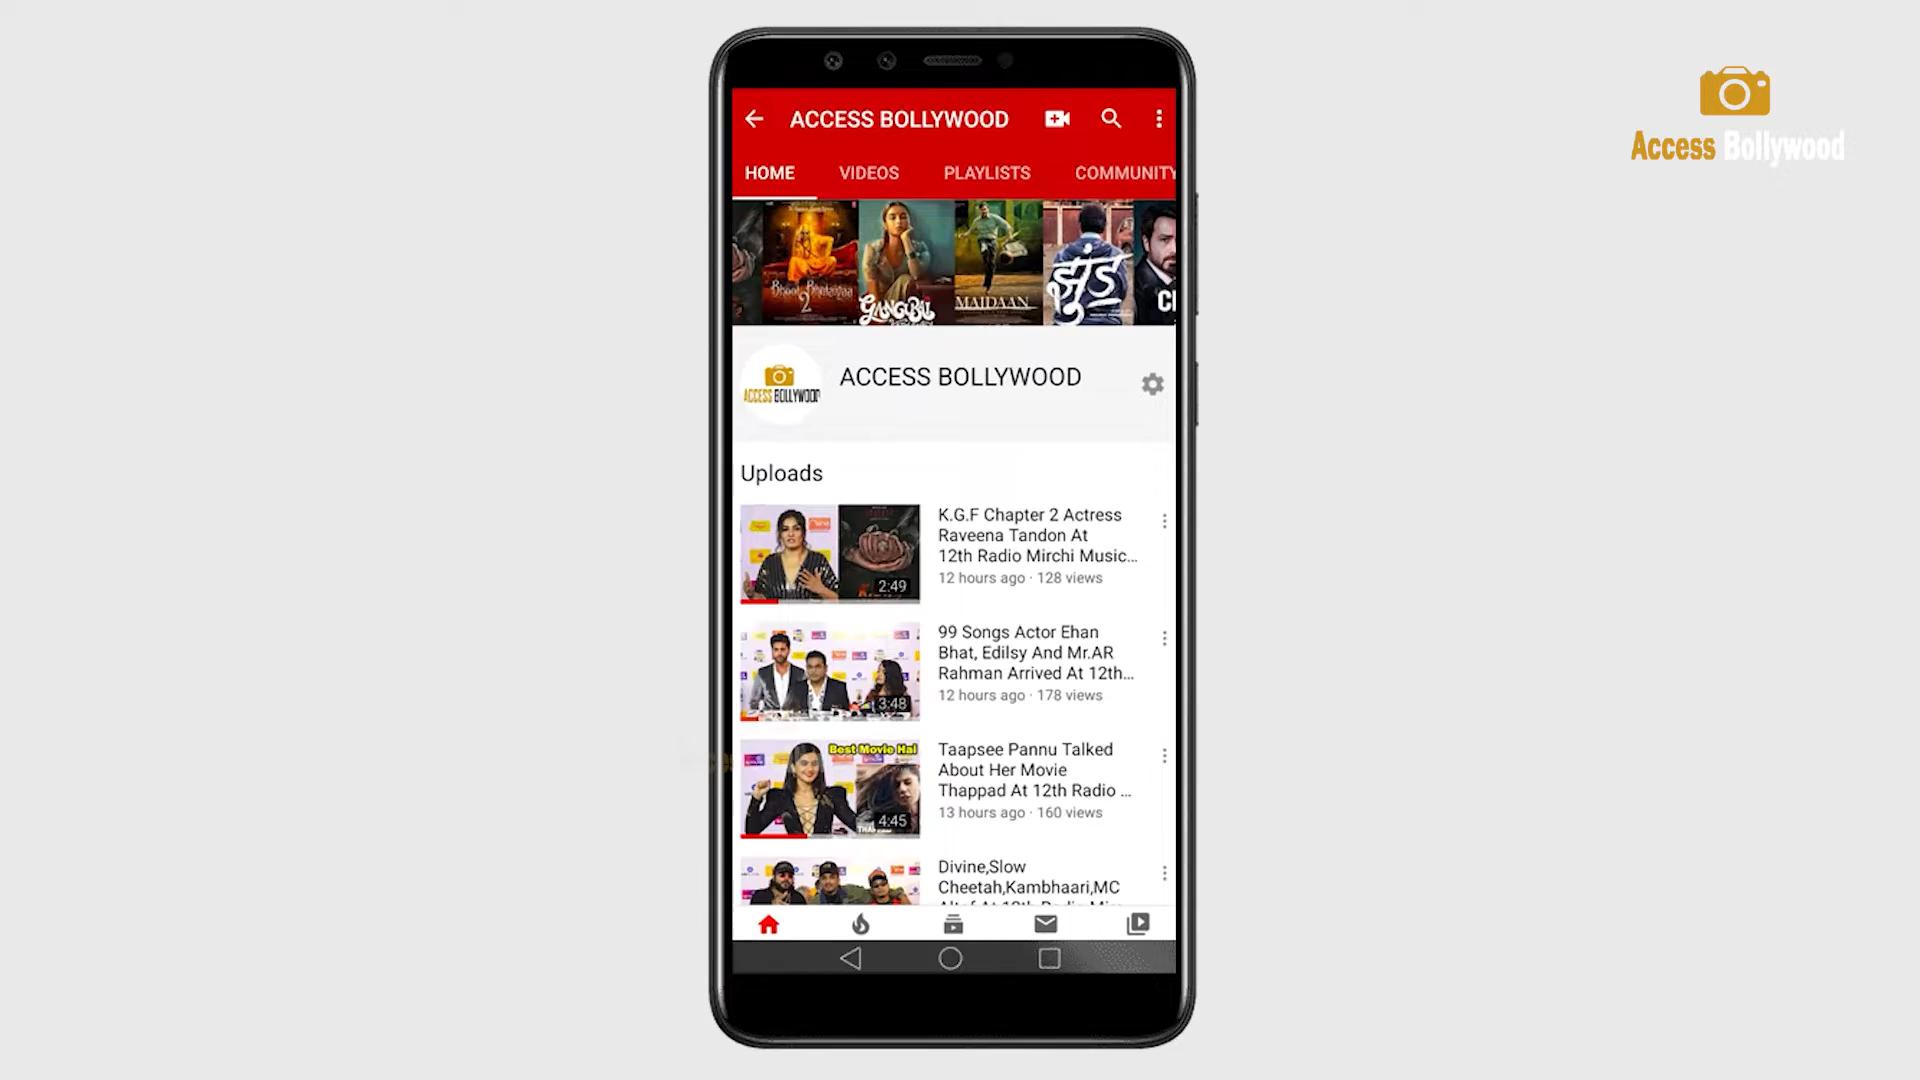 Access Bollywood
ACCESS BOLLYWOOD
HOME VIDEOS PLAYLISTS COMMUNITY
Bhool Bhulaiyaa
2
GANGUBAI
MAIDAAN
झुंड
ACCESS BOLLYWOOD
ACCESS BOLLYWOOD
Uploads
K.G.F Chapter 2 Actress
Raveena Tandon At
12th Radio Mirchi Music...
12 hours ago · 128 views
2:49
99 Songs Actor Ehan
Bhat, Edilsy And Mr.AR
Rahman Arrived At 12th...
12 hours ago · 178 views
3:48
Best Movie Hai
Taapsee Pannu Talked
About Her Movie
Thappad At 12th Radio ...
13 hours ago · 160 views
4:45
Divine,Slow
Cheetah,Kambhaari,MC